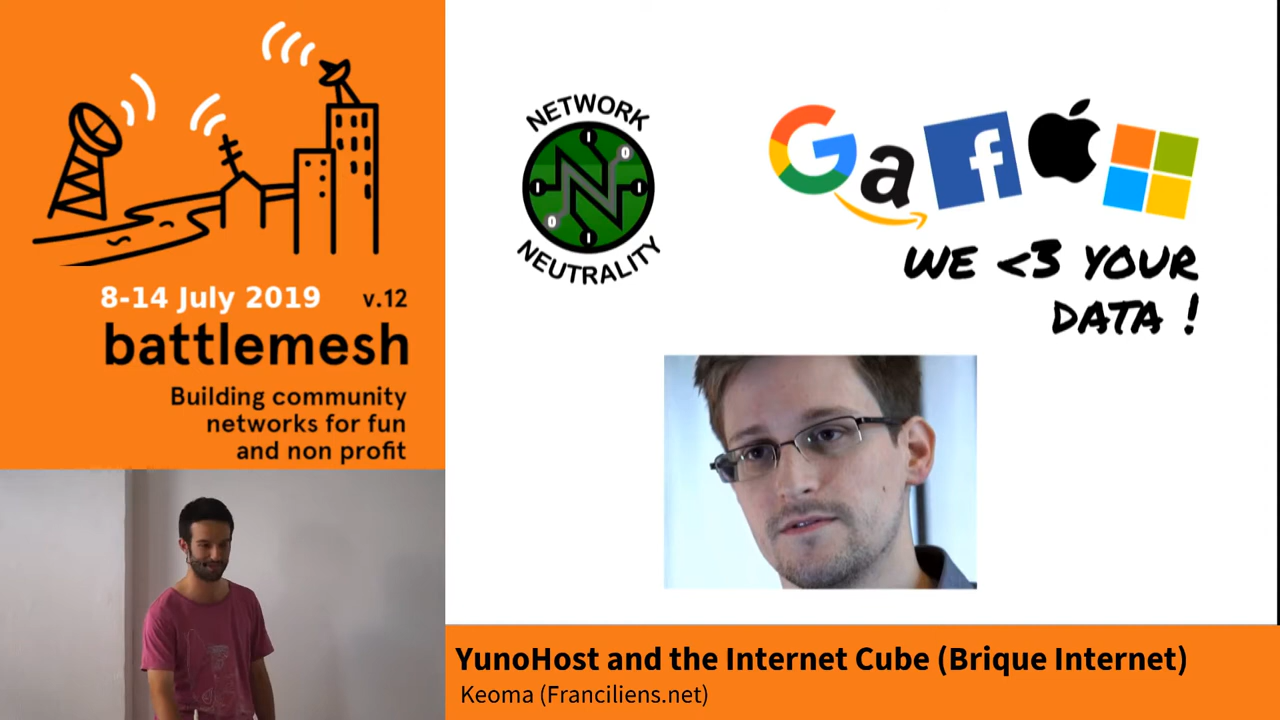 8-14 July 2019 v.12
battlemesh
Building community
networks for fun
and non profit
NETWORK
NEUTRALITY
Gafam
WE <3 YOUR
DATA !
YunoHost and the Internet Cube (Brique Internet)
Keoma (Franciliens.net)